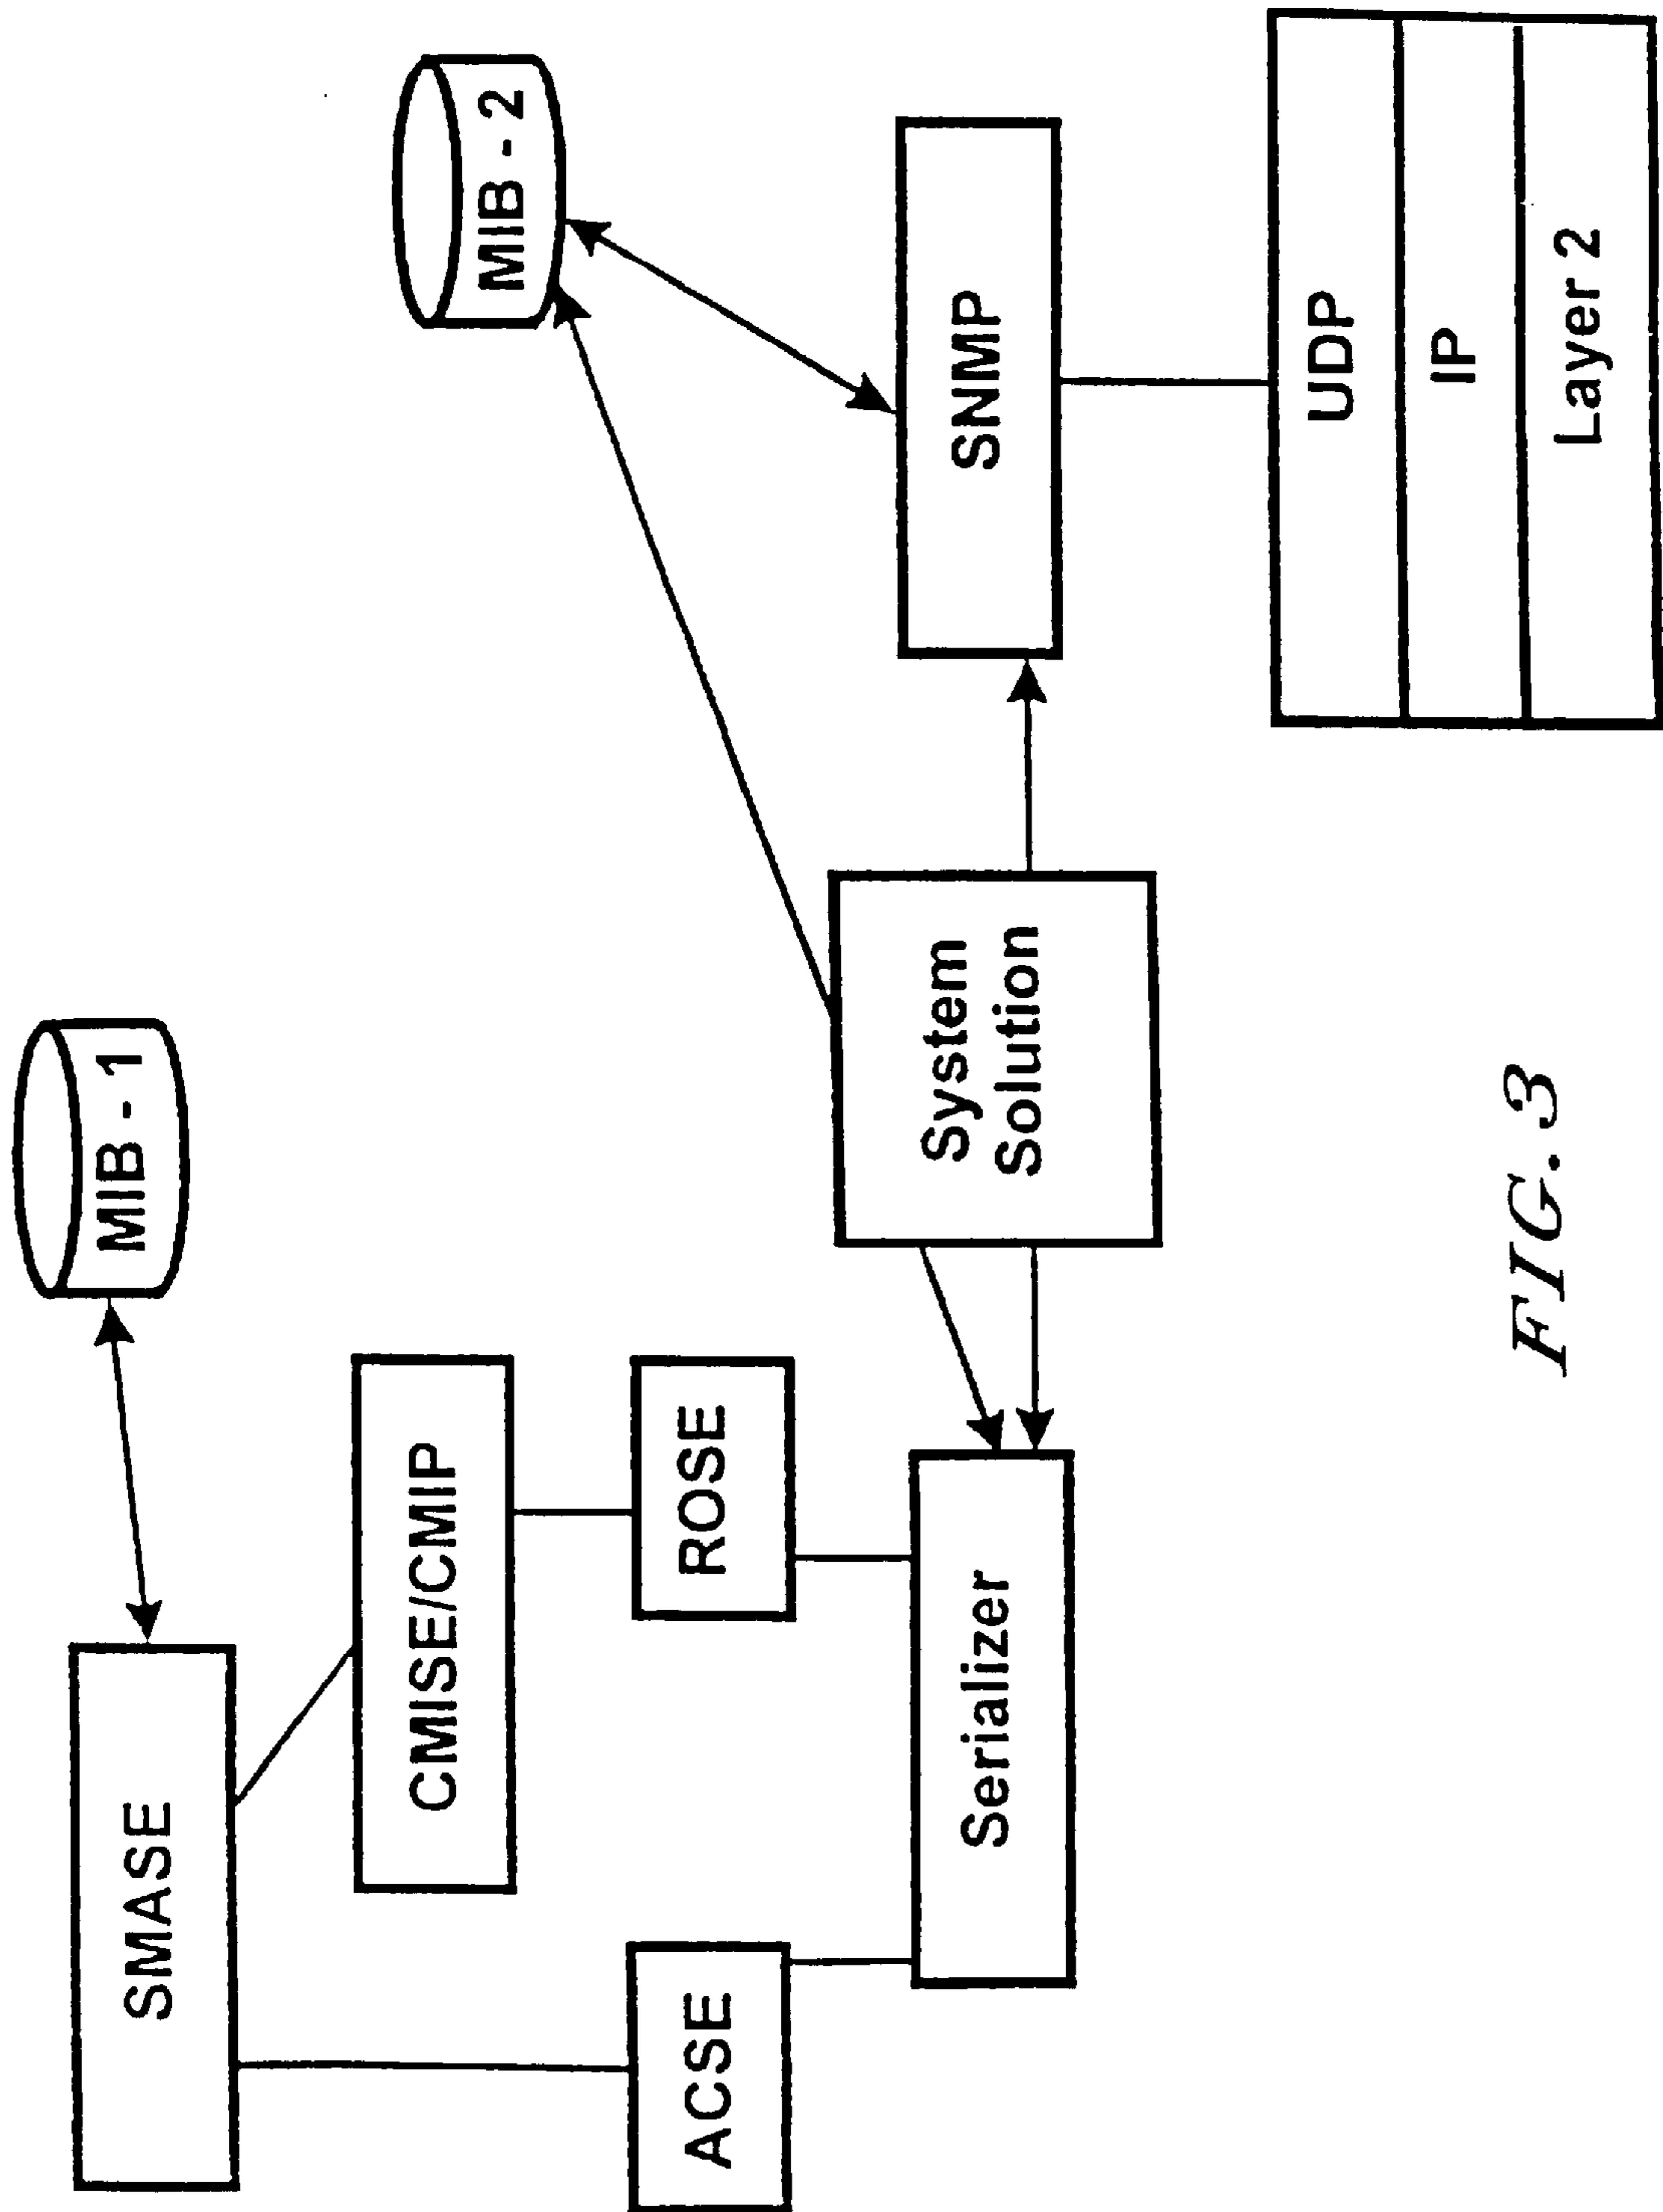 MIB - 1
MIB - 2
SMASE
CMISE/CMIP
ACSE
ROSE
Serializer
System
Solution
SNMP
UDP
IP
Layer 2
FIG. 3